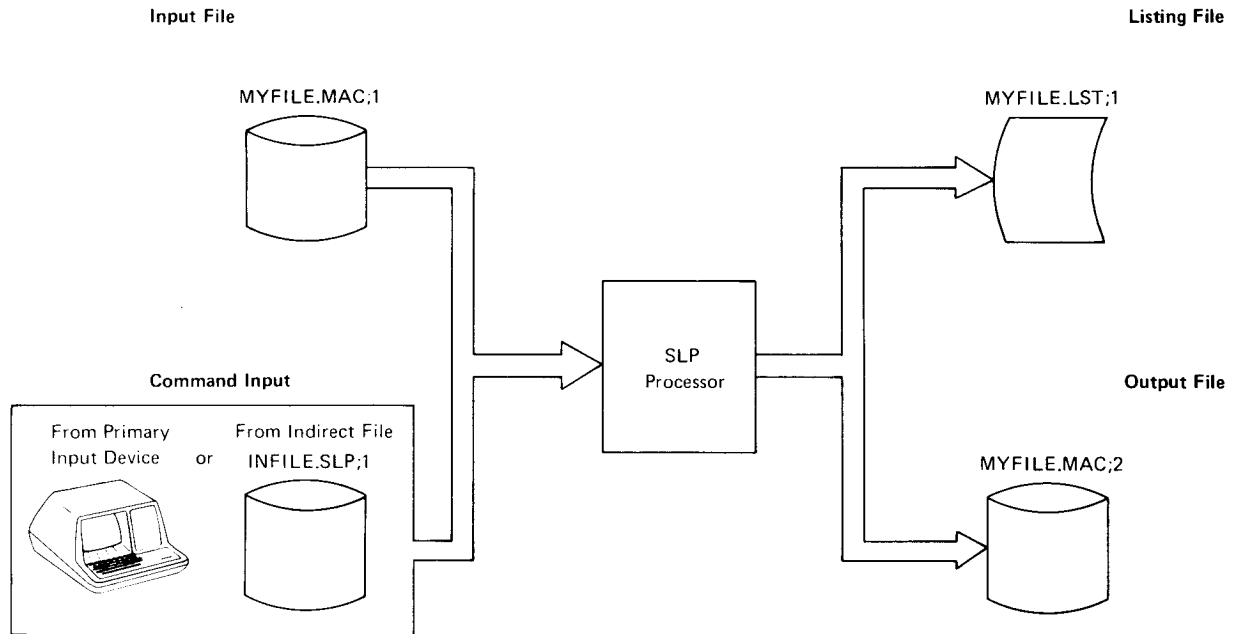 Input File
Listing File
MYFILE.MAC;1
MYFILE.LST;1
SLP
Processor
Command Input
Output File
From Primary
Input Device
or
From Indirect File
INFILE.SLP;1
MYFILE.MAC;2